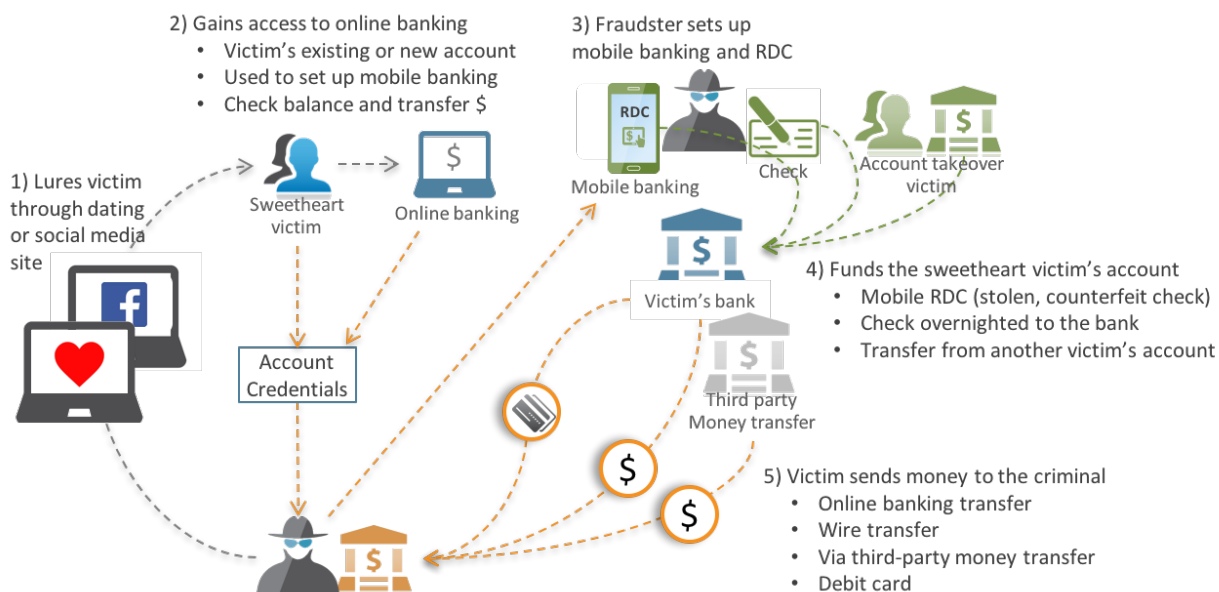 2) Gains access to online banking
• Victim's existing or new account
• Used to set up mobile banking
• Check balance and transfer $
3) Fraudster sets up
mobile banking and RDC
RDC
$
Mobile banking
Check
$
Account takeover
victim
1) Lures victim
through dating
or social media
site
f
Sweetheart
victim
$
Online banking
$
Victim's bank
4) Funds the sweetheart victim's account
• Mobile RDC (stolen, counterfeit check)
• Check overnighted to the bank
• Transfer from another victim's account
Account
Credentials
$
Third party
Money transfer
$
$
5) Victim sends money to the criminal
• Online banking transfer
• Wire transfer
• Via third-party money transfer
• Debit card
$